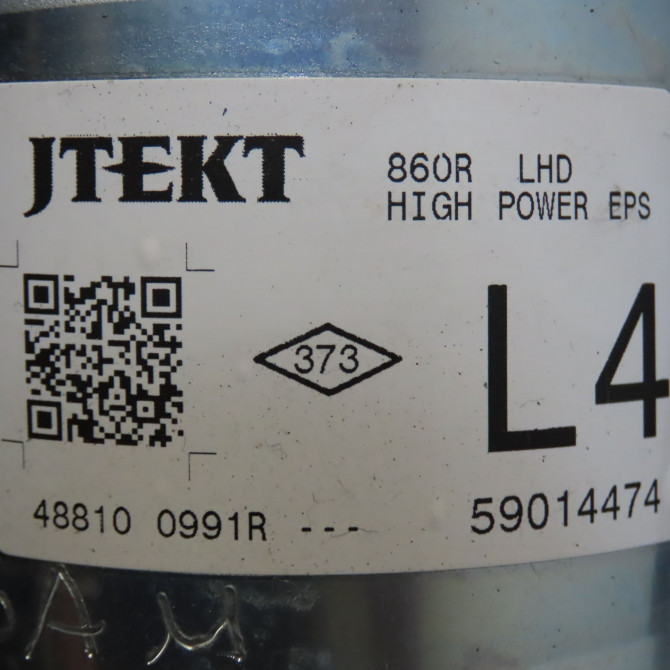 JTEKT
860R LHD
HIGH POWER EPS
373
L4
48810 0991R ---
59014474